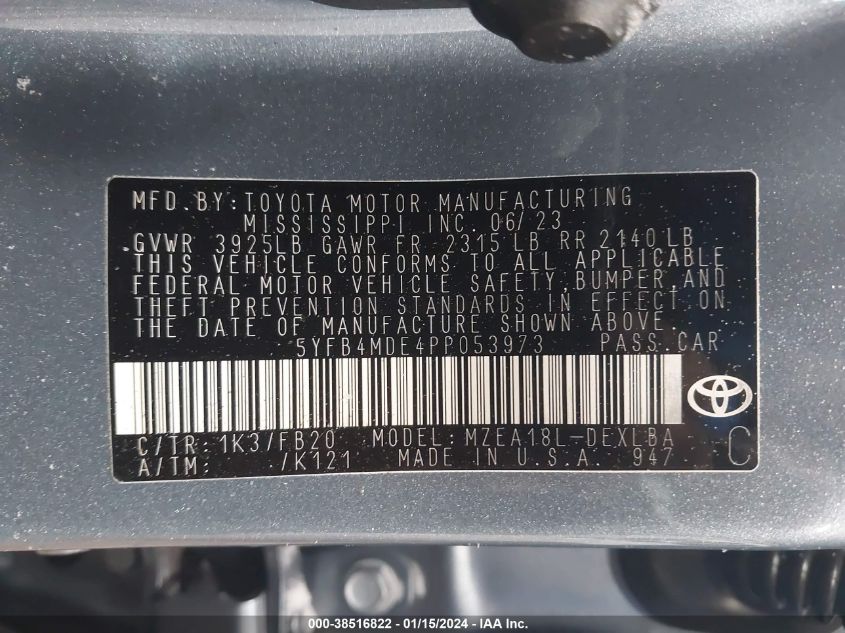 MFD. BY: TOYOTA MOTOR MANUFACTURING
MISSISSIPPI INC. 06/23
GVWR 3925LB GAWR FR 2315 LB RR 2140 LB
THIS VEHICLE CONFORMS TO ALL APPLICABLE
FEDERAL MOTOR VEHICLE SAFETY, BUMPER, AND
THEFT PREVENTION STANDARDS IN EFFECT ON
THE DATE OF MANUFACTURE SHOWN ABOVE.
5YFB4MDE4PP053973 PASS. CAR
C/TR: 1K3/FB20 MODEL: MZEA18L-DEXLBA
A/TM: /K121 MADE IN U.S.A. 947 C
000-38516822 - 01/15/2024 - IAA Inc.